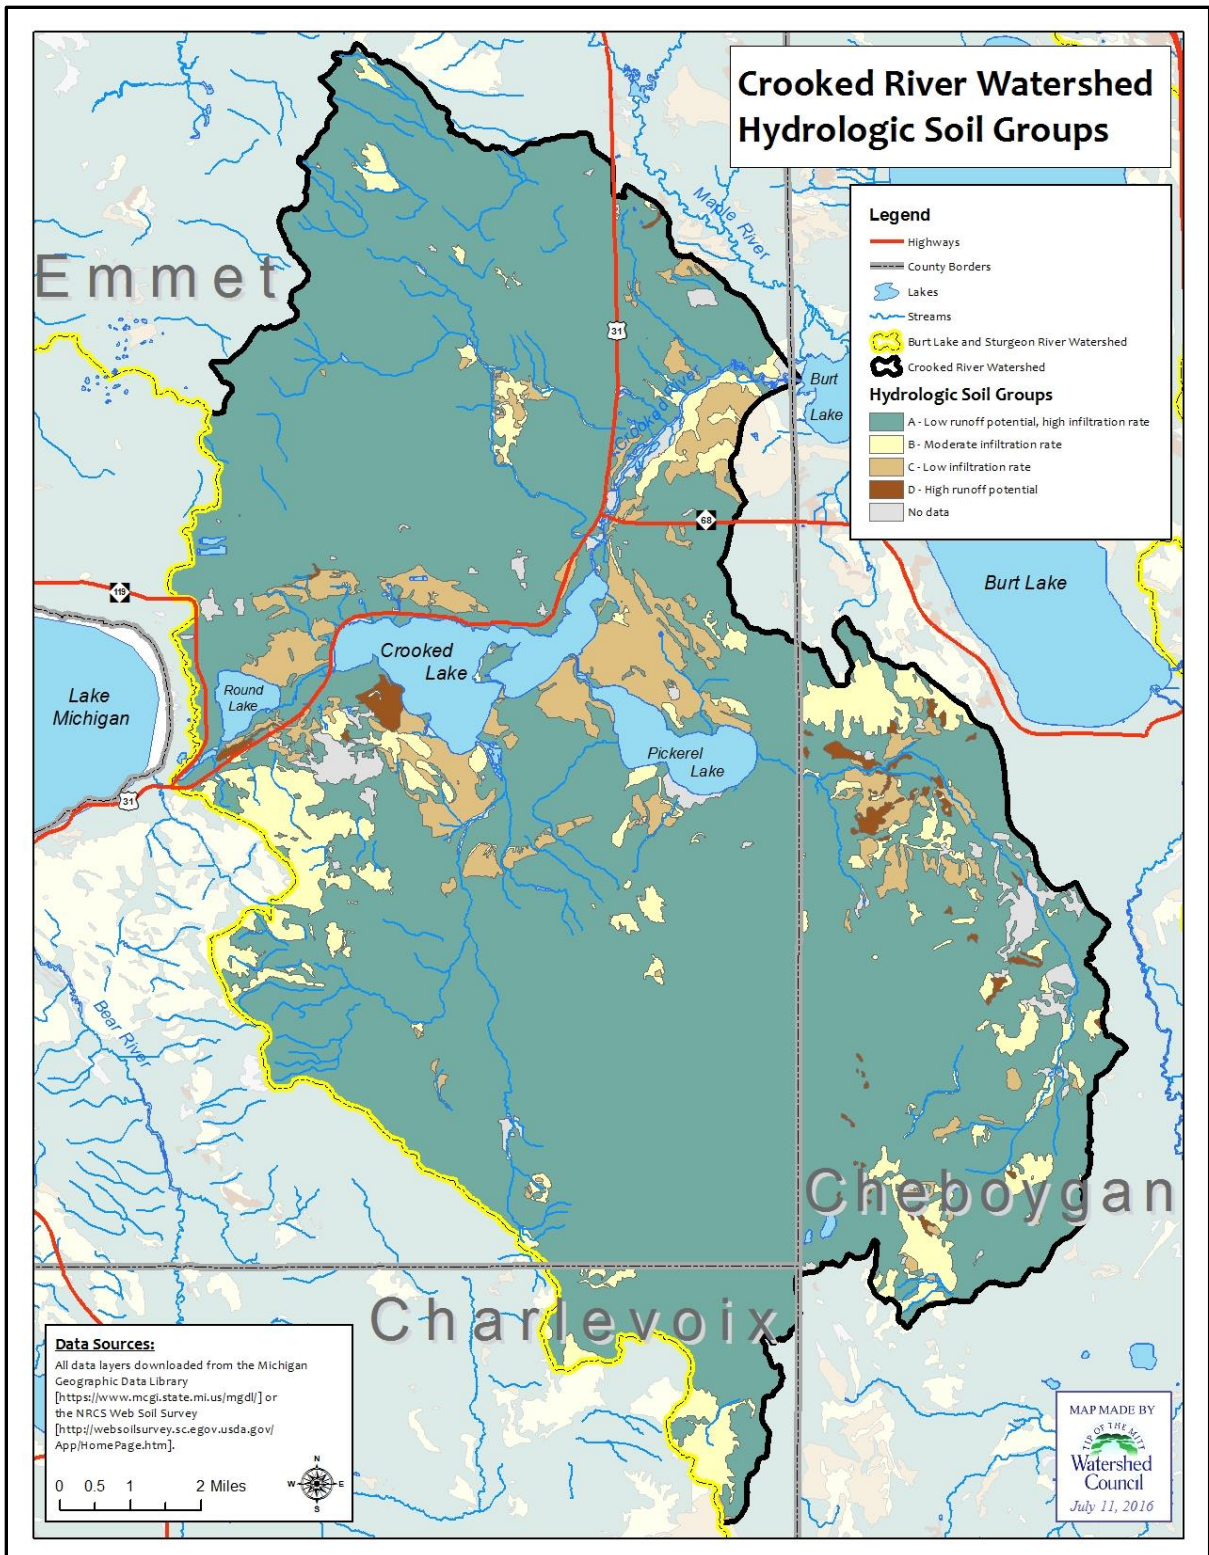 Crooked River Watershed
Hydrologic Soil Groups
Legend
Highways
County Borders
Lakes
Streams
Burt Lake and Sturgeon River Watershed
Crooked River Watershed
Hydrologic Soil Groups
A - Low runoff potential, high infiltration rate
B - Moderate infiltration rate
C - Low infiltration rate
D - High runoff potential
No data
Maple River
Emmet
31
Crooked River
Burt
Lake
68
119
Burt Lake
Crooked
Lake
Round
Lake
Lake
Michigan
Pickerel
Lake
31
Bear River
Cheboygan
Charlevoix
Data Sources:
All data layers downloaded from the Michigan
Geographic Data Library
[https://www.mcgi.state.mi.us/mgdl/] or
the NRCS Web Soil Survey
[http://websoilsurvey.sc.egov.usda.gov/
App/HomePage.htm].
0 0.5 1 2 Miles
N
W E
S
MAP MADE BY
TIP OF THE MITT
Watershed
Council
July 11, 2016